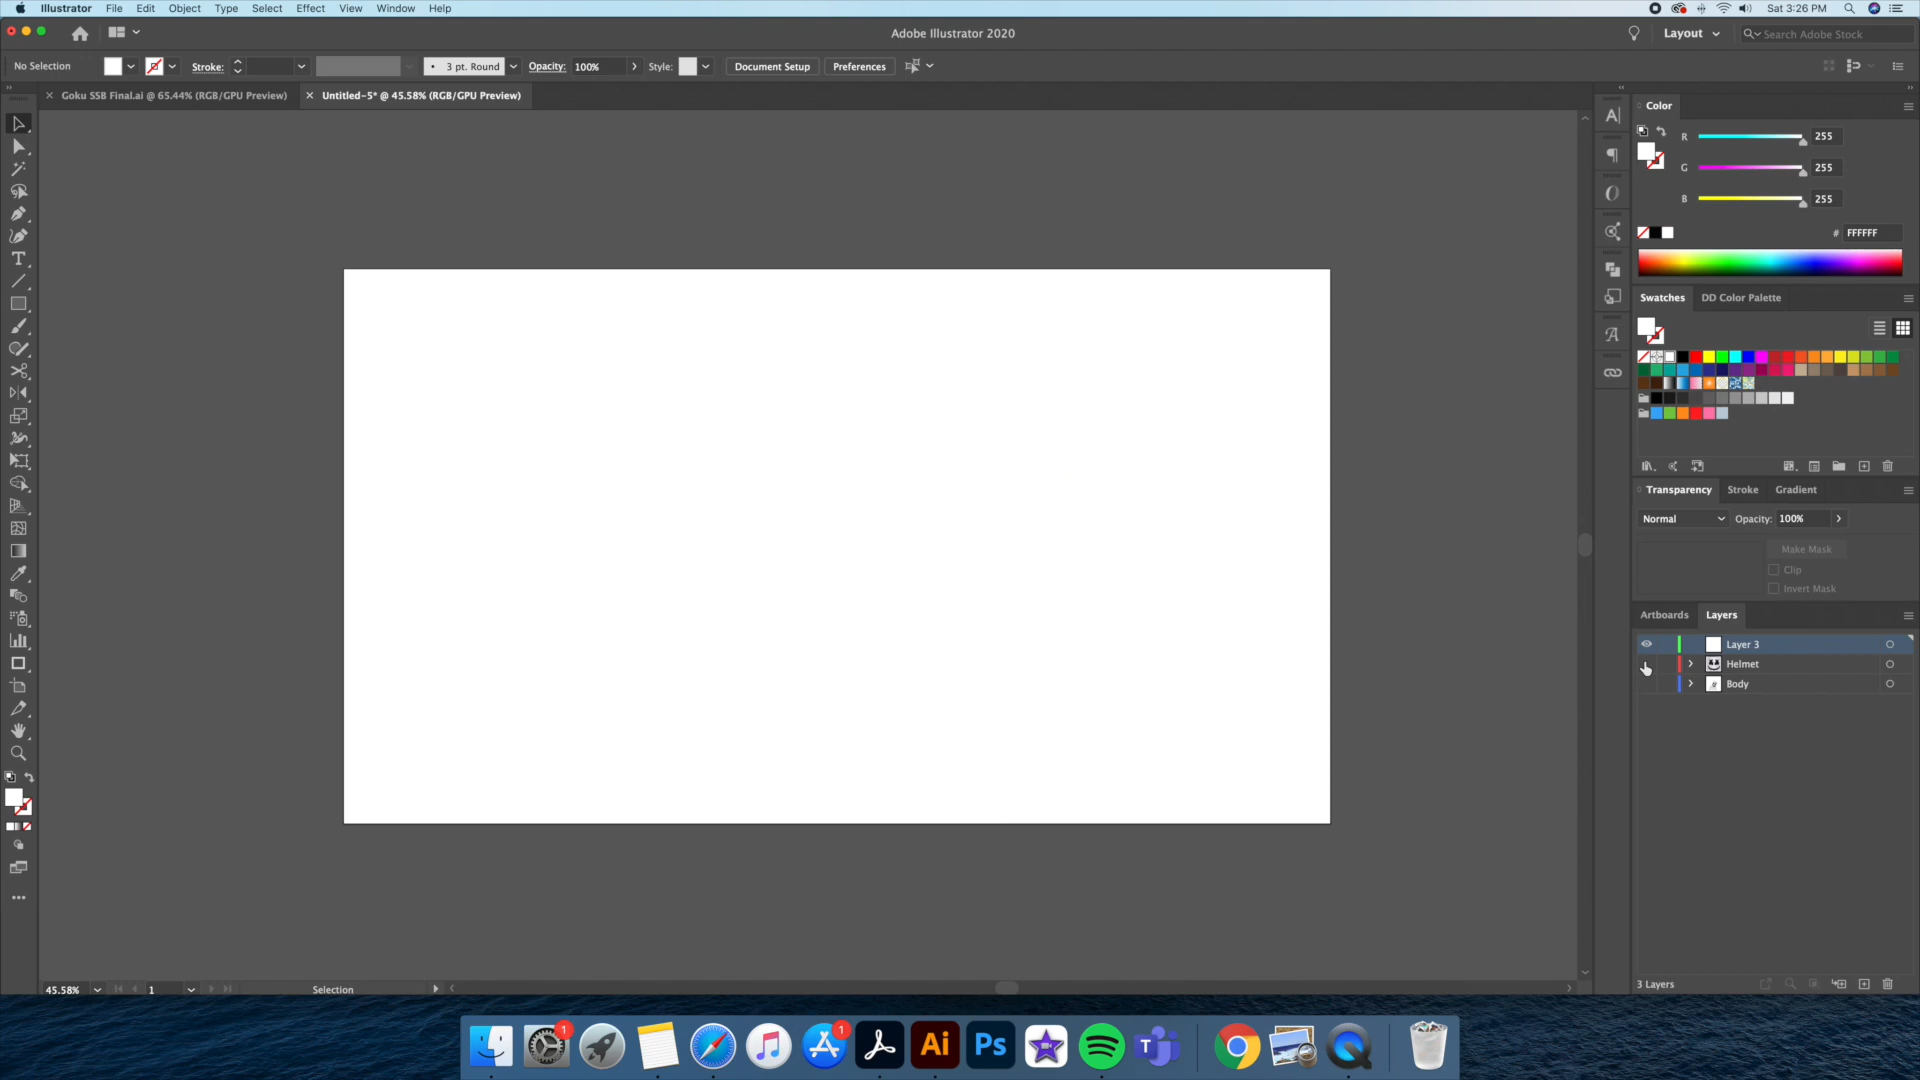 Illustrator File Edit Object Type Select Effect View Window Help
Sat 3:26 PM
Adobe Illustrator 2020
Layout
Search Adobe Stock
No Selection
Stroke:
3 pt. Round
Opacity: 100%
Style:
Document Setup
Preferences
Goku SSB Final.ai @ 65.44% (RGB/GPU Preview)
Untitled-5* @ 45.58% (RGB/GPU Preview)
Color
R 255
G 255
B 255
# FFFFFF
Swatches DD Color Palette
Transparency Stroke Gradient
Normal Opacity: 100%
Make Mask
Clip
Invert Mask
Artboards Layers
Layer 3
Helmet
Body
3 Layers
45.58% 1 Selection
1 1
Ai Ps T